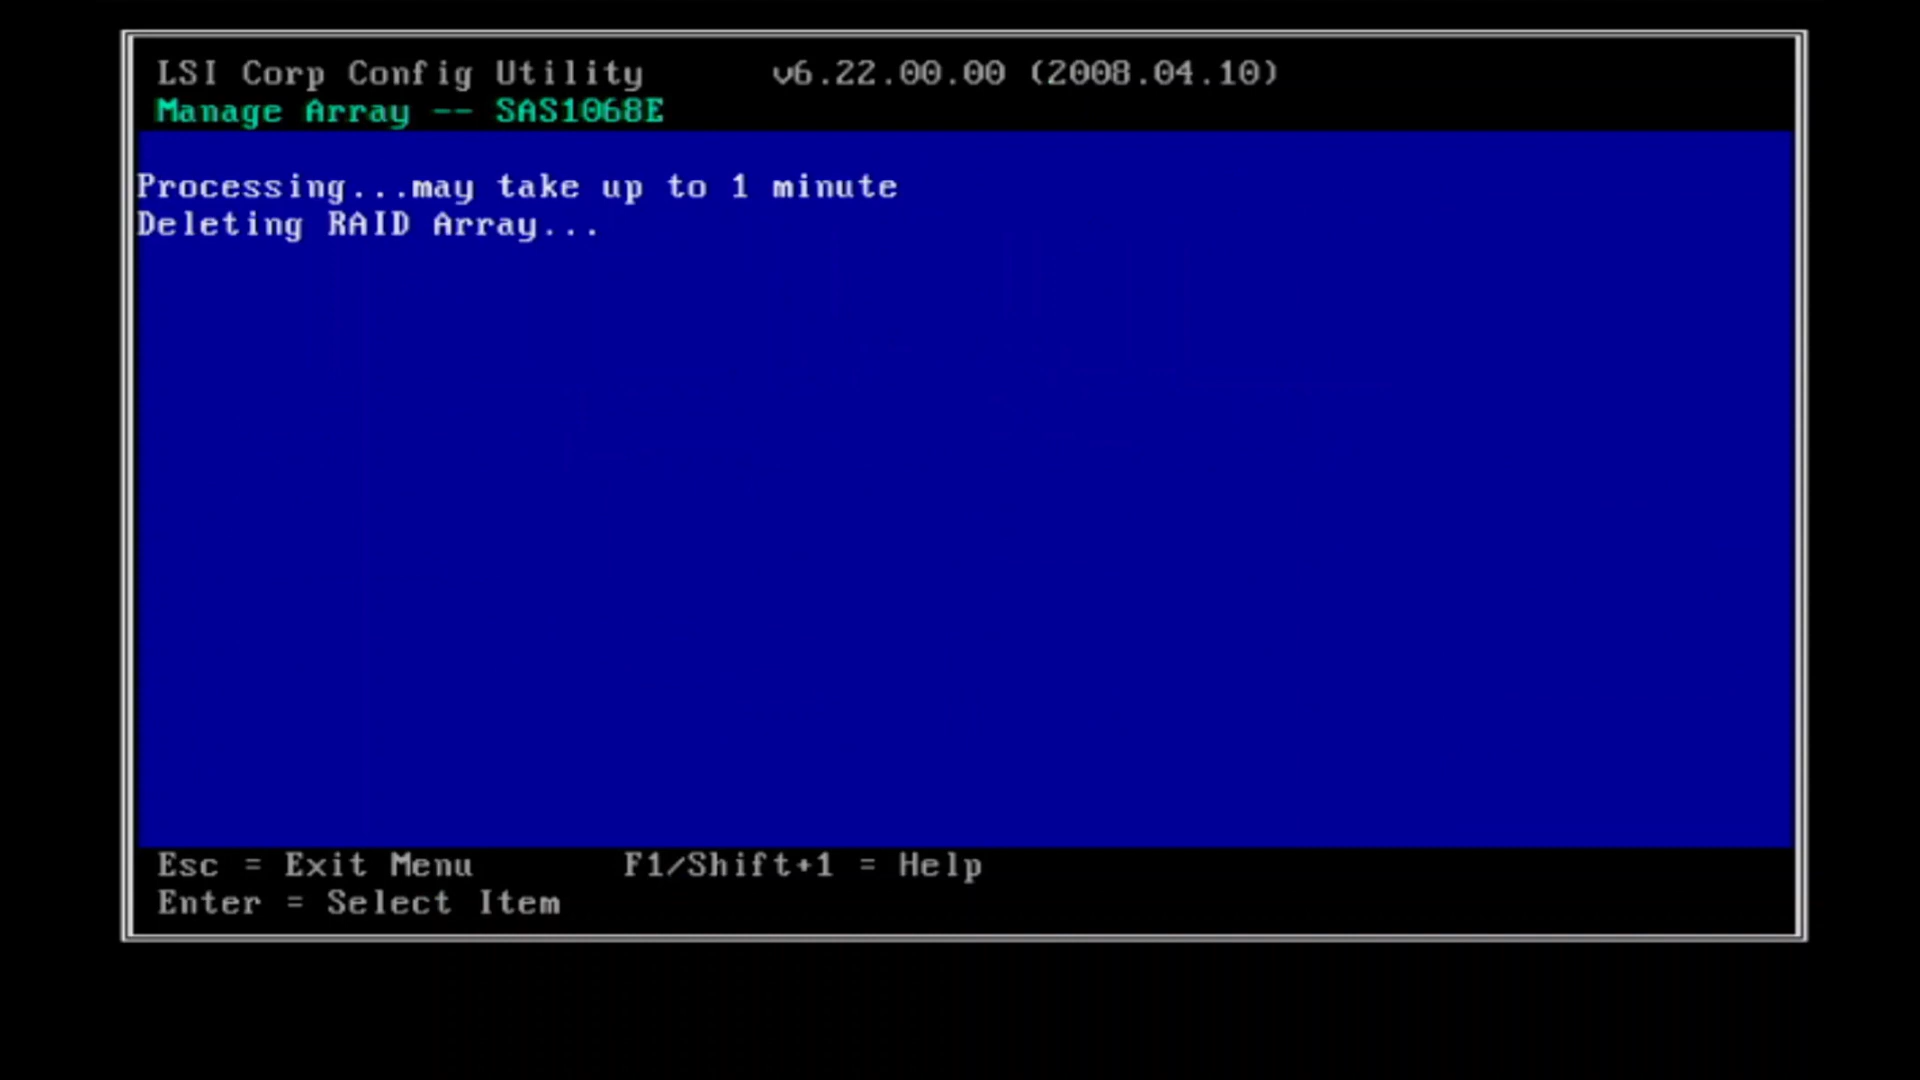 LSI Corp Config Utility v6.22.00.00 (2008.04.10)
Manage Array -- SAS1068E
Processing...may take up to 1 minute
Deleting RAID Array...
Esc = Exit Menu F1/Shift+1 = Help
Enter = Select Item